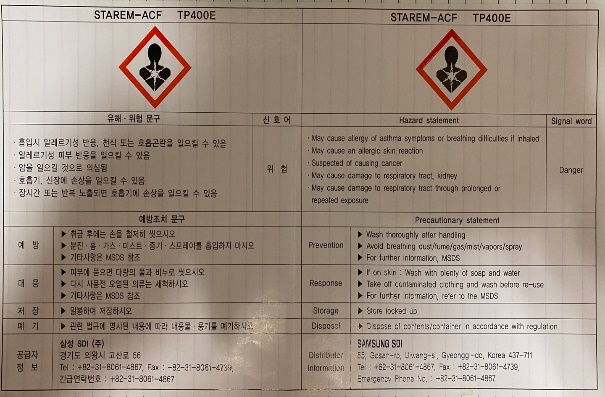 STAREM-ACF TP400E
유해·위험 문구
신 호 어
· 흡입시 알레르기성 반응, 천식 또는 호흡곤란을 일으킬 수 있음
· 알레르기성 피부 반응을 일으킬 수 있음
· 암을 일으킬 것으로 의심됨
· 호흡기, 신장에 손상을 일으킬 수 있음
· 장시간 또는 반복 노출되면 호흡기에 손상을 일으킬 수 있음
위 험
예방조치 문구
예 방
▶ 취급 후에는 손을 철저히 씻으시오
▶ 분진·흄·가스·미스트·증기·스프레이를 흡입하지 마시오
▶ 기타사항은 MSDS 참조
대 응
▶ 피부에 묻으면 다량의 물과 비누로 씻으시오
▶ 다시 사용전 오염된 의류는 세척하시오
▶ 기타사항은 MSDS 참조
저 장
▶ 밀봉하여 저장하시오
폐 기
▶ 관련 법규에 명시된 내용에 따라 내용물·용기를 폐기하시오
공급자
정 보
삼성 SDI (주)
경기도 의왕시 고산로 56
Tel : +82-31-8061-4867, Fax : +82-31-8061-4739,
긴급연락번호 : +82-31-8061-4867
STAREM-ACF TP400E
Hazard statement
Signal word
· May cause allergy of asthma symptoms or breathing difficulties if inhaled
· May cause an allergic skin reaction
· Suspected of causing cancer
· May cause damage to respiratory tract, kidney
· May cause damage to respiratory tract through prolonged or
repeated exposure
Danger
Precautionary statement
Prevention
▶ Wash thoroughly after handling
▶ Avoid breathing dust/fume/gas/mist/vapors/spray
▶ For further information, MSDS
Response
▶ If on skin : Wash with plenty of soap and water
▶ Take off contaminated clothing and wash before re-use
▶ For further information, refer to the MSDS
Storage
▶ Store locked up
Disposal
▶ Dispose of contents/container in accordance with regulation
Distributor
Information
SAMSUNG SDI
Gosan-ro, Uiwang-si, Gyeonggi-do, Korea 437-711
Tel : +82-31-8061-4867, Fax : +82-31-8061-4739,
Emergency Phone No. : +82-31-8061-4867